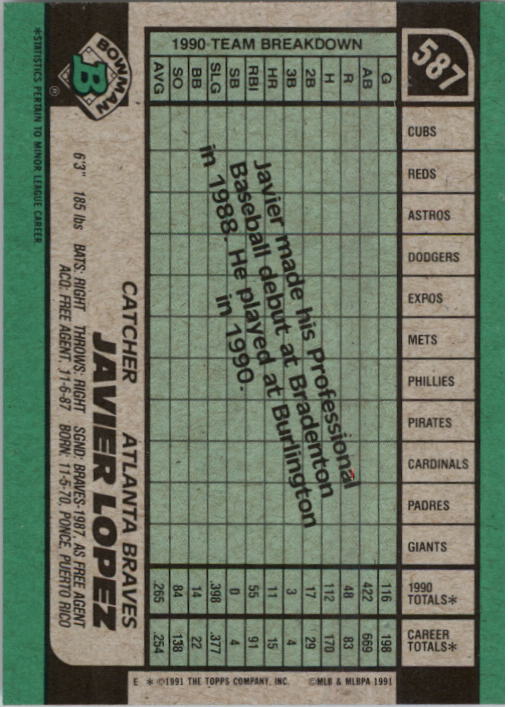 587
1990 TEAM BREAKDOWN
G AB R H 2B 3B HR RBI SB SLG BB SO AVG
CUBS
REDS
ASTROS
DODGERS
EXPOS
METS
PHILLIES
PIRATES
CARDINALS
PADRES
GIANTS
1990 TOTALS* 116 422 48 112 17 3 11 55 0 .398 14 84 .265
CAREER TOTALS* 198 669 83 170 29 4 15 91 4 .377 22 138 .254
Javier made his Professional
Baseball debut at Bradenton
in 1988. He played at Burlington
in 1990.
BOWMAN
B
®
CATCHER ATLANTA BRAVES
JAVIER LOPEZ
6'3" 185 lbs BATS: RIGHT THROWS: RIGHT SGND: BRAVES-1987, AS FREE AGENT
ACQ: FREE AGENT, 11-6-87 BORN: 11-5-70, PONCE, PUERTO RICO
*STATISTICS PERTAIN TO MINOR LEAGUE CAREER
E * ©1991 THE TOPPS COMPANY, INC. ©MLB & MLBPA 1991